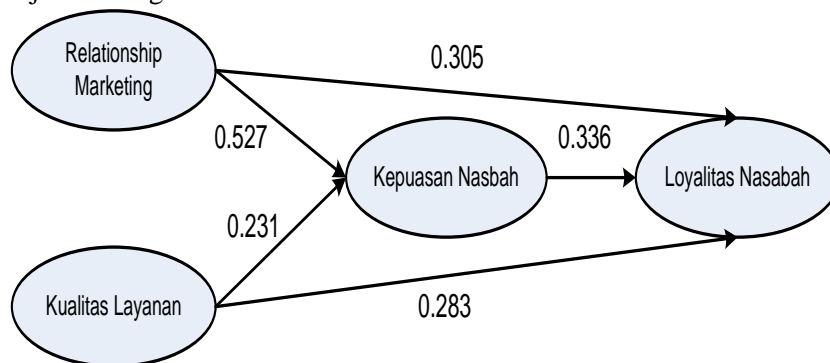 Relationship
Marketing
0.305
0.527
0.336
Kepuasan Nasbah
Loyalitas Nasabah
0.231
Kualitas Layanan
0.283